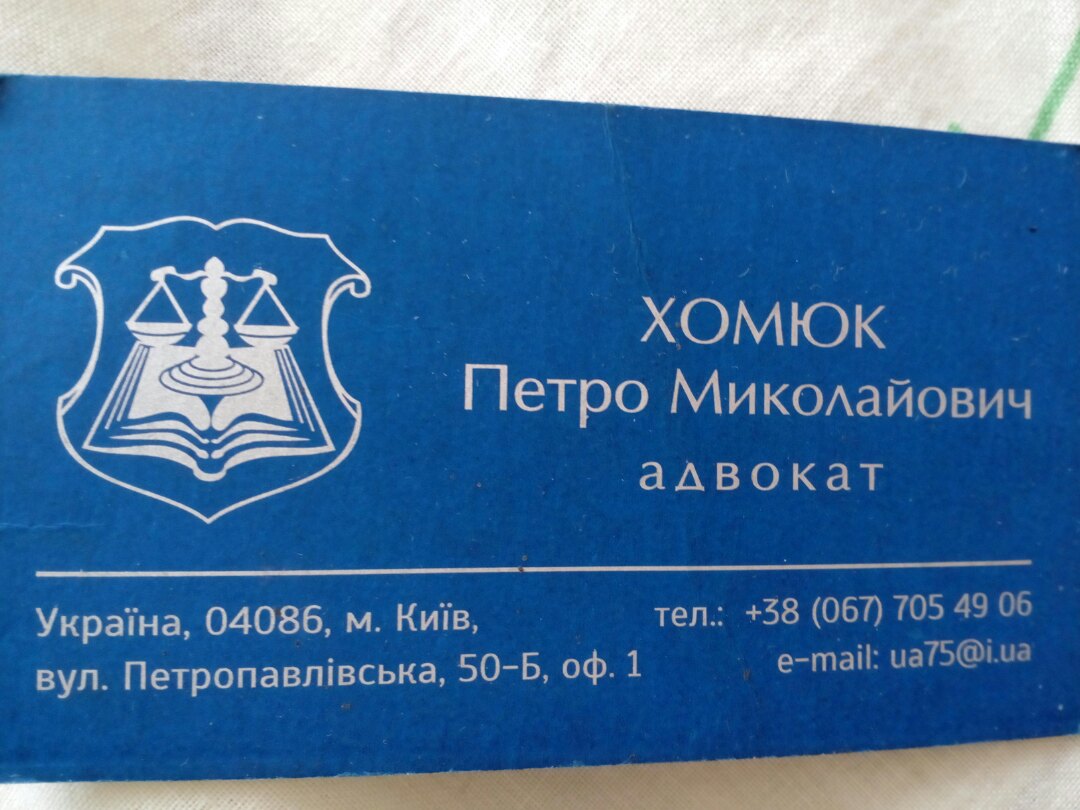 ХОМЮК
Петро Миколайович
адвокат
Україна, 04086, м. Київ,
вул. Петропавлівська, 50-Б, оф. 1
тел.: +38 (067) 705 49 06
e-mail: ua75@i.ua